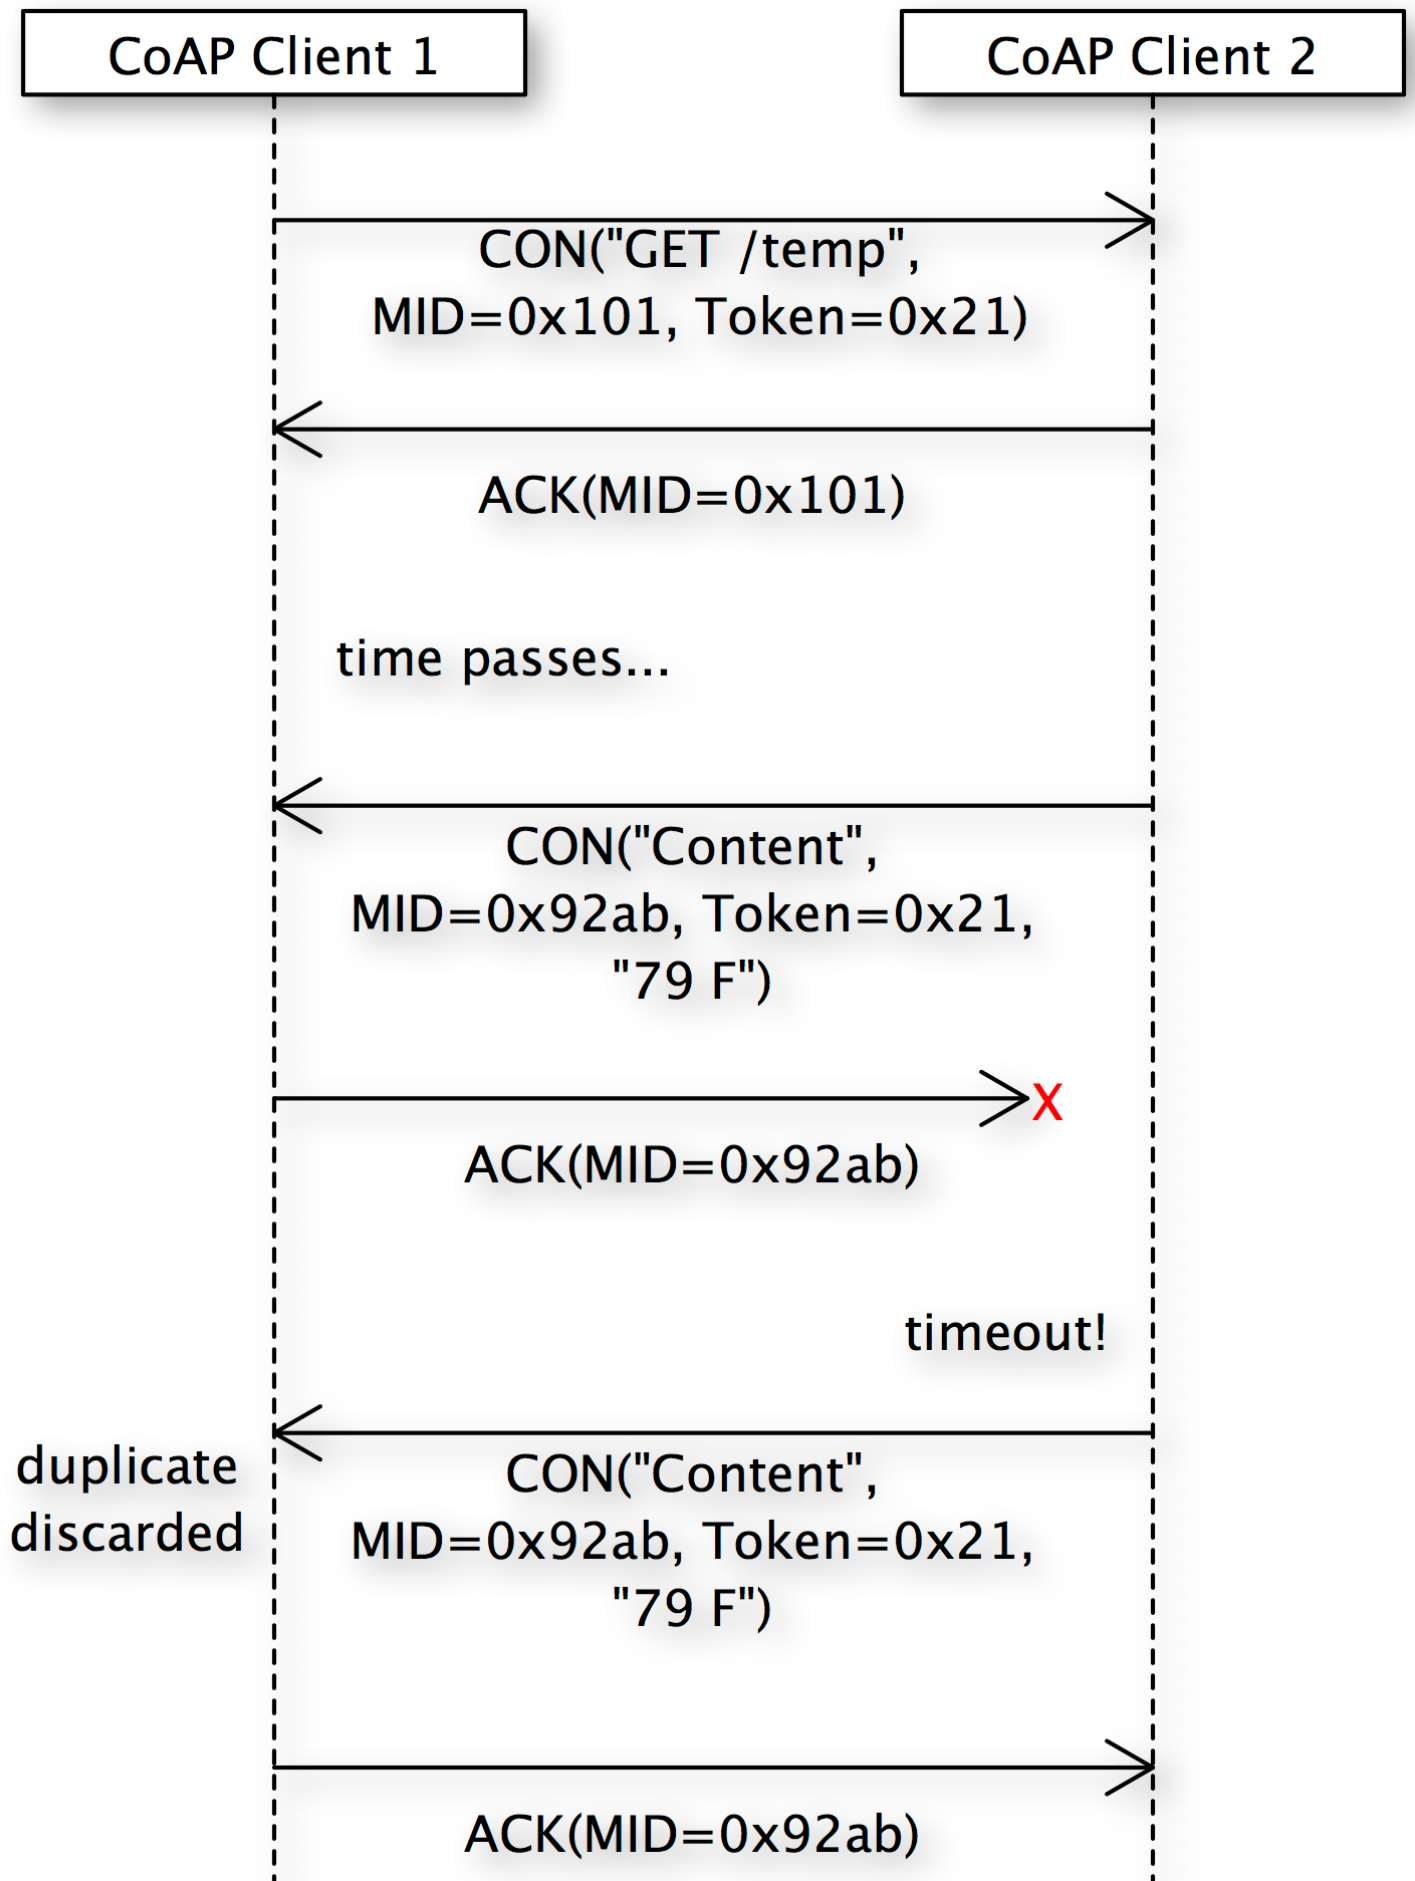 CoAP Client 1
CoAP Client 2
CON("GET /temp",
MID=0x101, Token=0x21)
ACK(MID=0x101)
time passes...
CON("Content",
MID=0x92ab, Token=0x21,
"79 F")
X
ACK(MID=0x92ab)
timeout!
duplicate
discarded
CON("Content",
MID=0x92ab, Token=0x21,
"79 F")
ACK(MID=0x92ab)